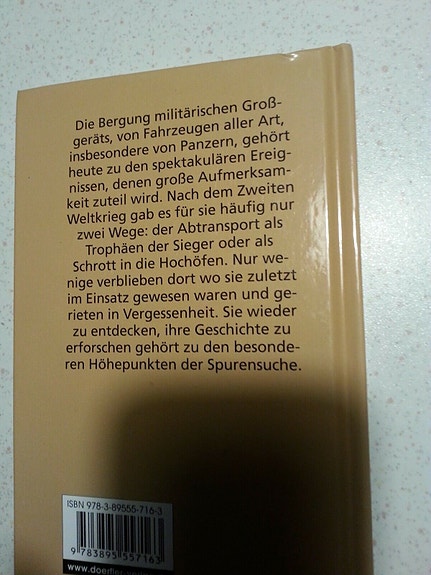 Die Bergung militärischen Groß-
geräts, von Fahrzeugen aller Art,
insbesondere von Panzern, gehört
heute zu den spektakulären Ereig-
nissen, denen große Aufmerksam-
keit zuteil wird. Nach dem Zweiten
Weltkrieg gab es für sie häufig nur
zwei Wege: der Abtransport als
Trophäen der Sieger oder als
Schrott in die Hochöfen. Nur we-
nige verblieben dort wo sie zuletzt
im Einsatz gewesen waren und ge-
rieten in Vergessenheit. Sie wieder
zu entdecken, ihre Geschichte zu
erforschen gehört zu den besonde-
ren Höhepunkten der Spurensuche.
ISBN 978-3-89555-716-3
9 783895 557163